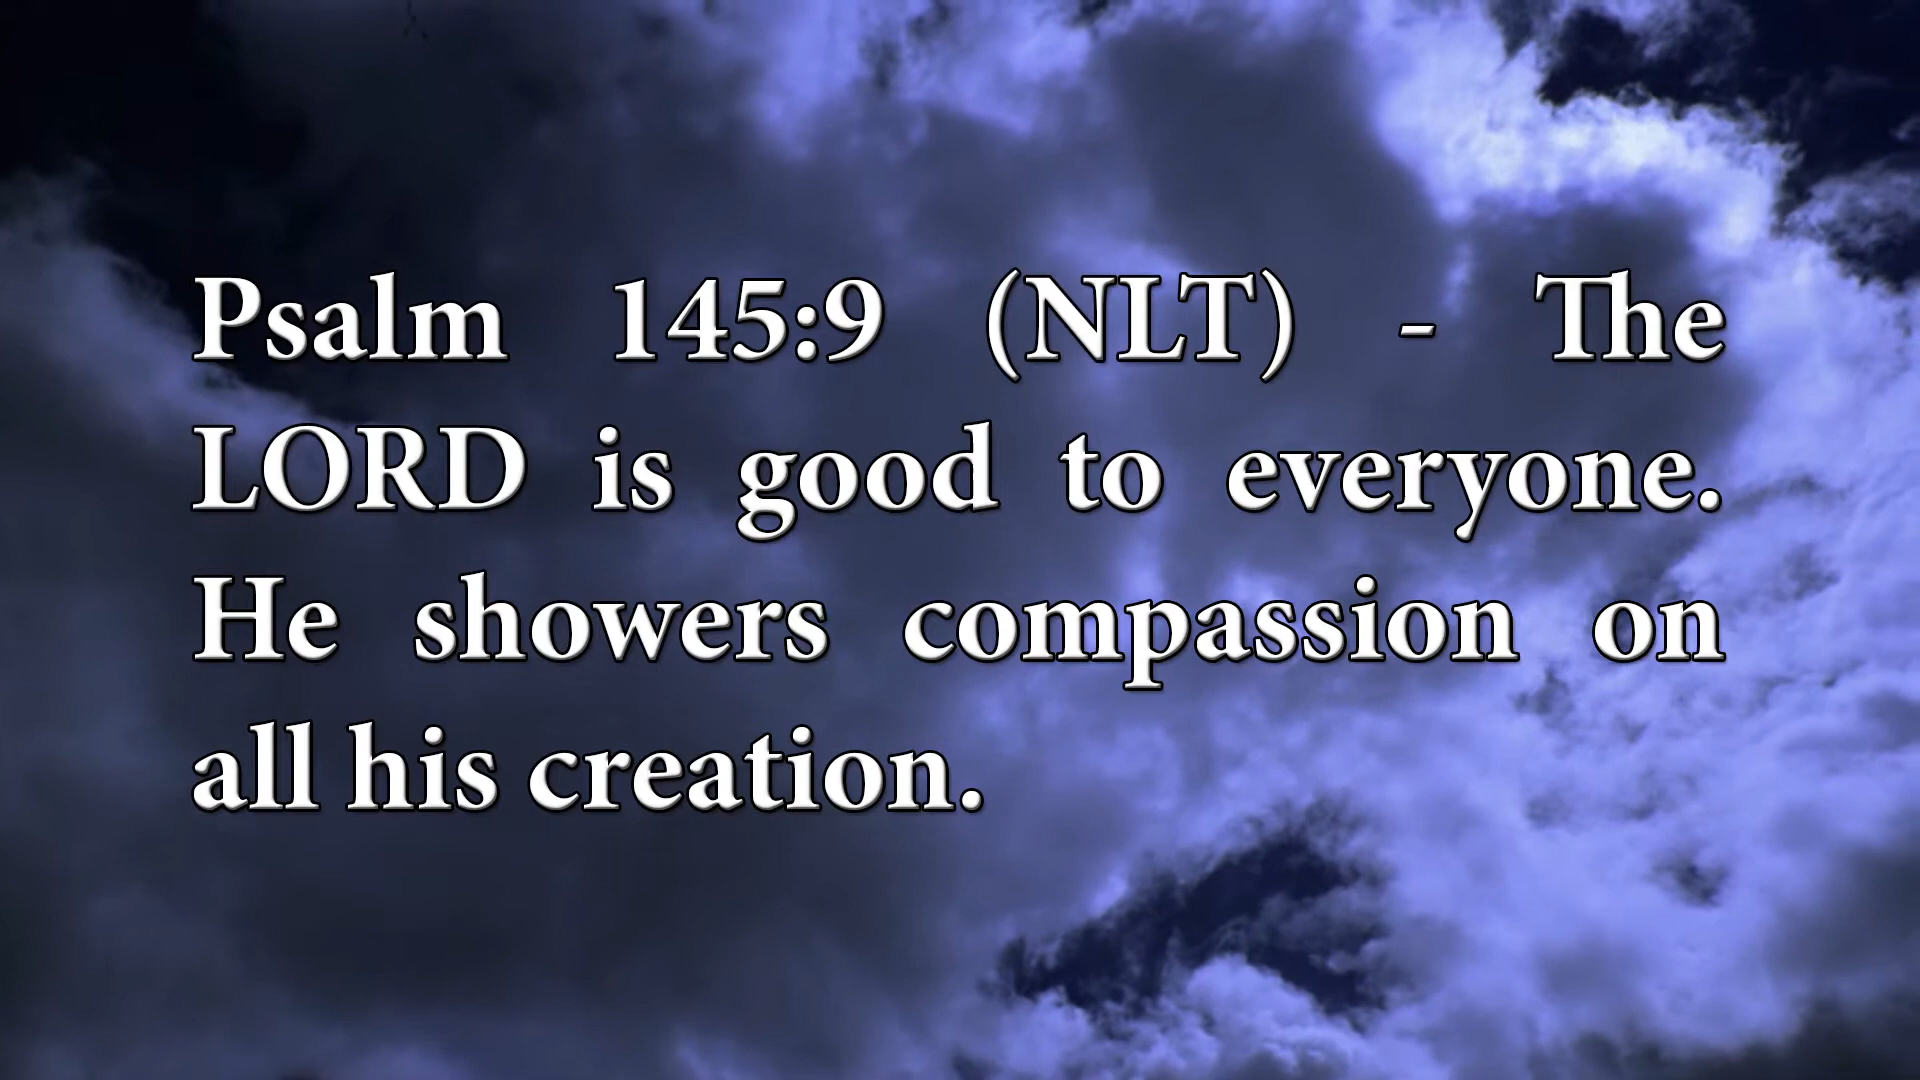 Psalm 145:9 (NLT) - The
LORD is good to everyone.
He showers compassion on
all his creation.